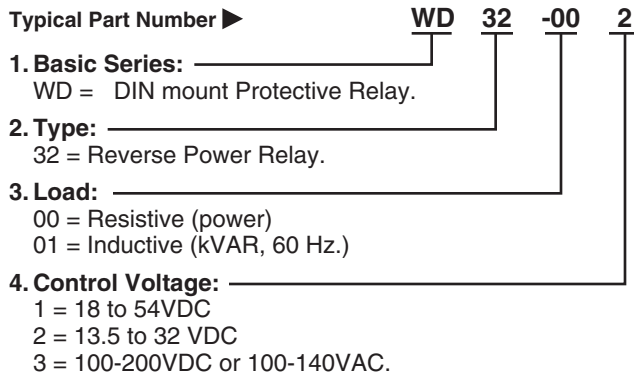 Typical Part Number ▶ WD 32 -00 2
1. Basic Series:
WD = DIN mount Protective Relay.
2. Type:
32 = Reverse Power Relay.
3. Load:
00 = Resistive (power)
01 = Inductive (kVAR, 60 Hz.)
4. Control Voltage:
1 = 18 to 54VDC
2 = 13.5 to 32 VDC
3 = 100-200VDC or 100-140VAC.